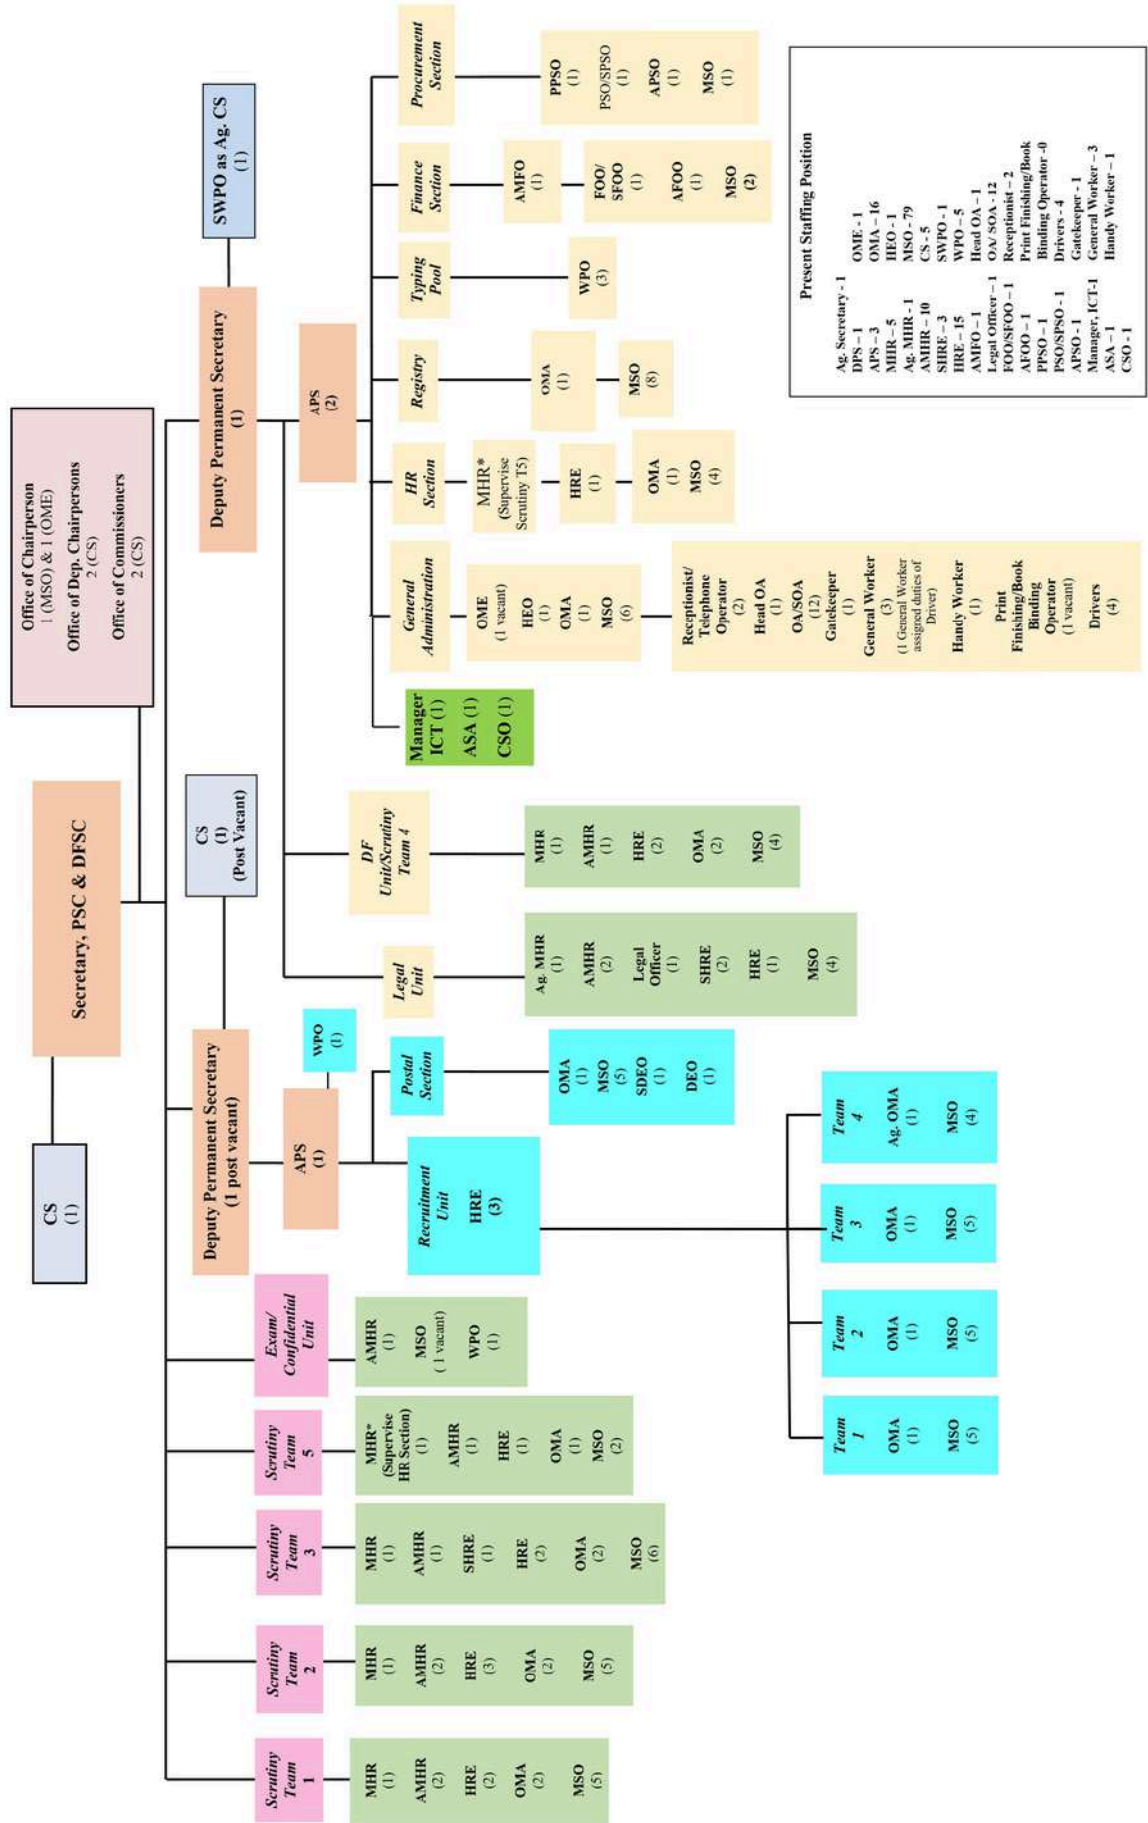 CS
(1)
Secretary, PSC & DFSC
Office of Chairperson
1 (MSO) & 1 (OME)
Office of Dep. Chairpersons
2 (CS)
Office of Commissioners
2 (CS)
CS
(1)
(Post Vacant)
SWPO as Ag. CS
(1)
Deputy Permanent Secretary
(1 post vacant)
Deputy Permanent Secretary
(1)
Scrutiny
Team
1
MHR
(1)
AMHR
(2)
HRE
(2)
OMA
(2)
MSO
(5)
Scrutiny
Team
2
MHR
(1)
AMHR
(2)
HRE
(3)
OMA
(2)
MSO
(5)
Scrutiny
Team
3
MHR
(1)
AMHR
(1)
SHRE
(1)
HRE
(2)
OMA
(2)
MSO
(6)
Scrutiny
Team
5
MHR*
(Supervise
HR Section)
(1)
AMHR
(1)
HRE
(1)
OMA
(1)
MSO
(2)
Exam/
Confidential
Unit
AMHR
(1)
MSO
( 1 vacant)
WPO
(1)
APS
(1)
WPO
(1)
Recruitment
Unit
HRE
(3)
Postal
Section
OMA
(1)
MSO
(5)
SDEO
(1)
DEO
(1)
Team
1
OMA
(1)
MSO
(5)
Team
2
OMA
(1)
MSO
(5)
Team
3
OMA
(1)
MSO
(5)
Team
4
Ag. OMA
(1)
MSO
(4)
Legal
Unit
Ag. MHR
(1)
AMHR
(2)
Legal
Officer
(1)
SHRE
(2)
HRE
(1)
MSO
(4)
DF
Unit/Scrutiny
Team 4
MHR
(1)
AMHR
(1)
HRE
(2)
OMA
(2)
MSO
(4)
APS
(2)
Manager
ICT (1)
ASA (1)
CSO (1)
General
Administration
OME
(1 vacant)
HEO
(1)
OMA
(1)
MSO
(6)
Receptionist/
Telephone
Operator
(2)
Head OA
(1)
OA/SOA
(12)
Gatekeeper
(1)
General Worker
(3)
(1 General Worker
assigned duties of
Driver)
Handy Worker
(1)
Print
Finishing/Book
Binding
Operator
(1 vacant)
Drivers
(4)
HR
Section
MHR*
(Supervise
Scrutiny T5)
HRE
(1)
OMA
(1)
MSO
(4)
Registry
OMA
(1)
MSO
(8)
Typing
Pool
WPO
(3)
Finance
Section
AMFO
(1)
FOO/
SFOO
(1)
AFOO
(1)
MSO
(2)
Procurement
Section
PPSO
(1)
PSO/SPSO
(1)
APSO
(1)
MSO
(1)
Present Staffing Position
Ag. Secretary - 1
DPS – 1
APS – 3
MHR – 5
Ag. MHR - 1
AMHR – 10
SHRE – 3
HRE – 15
AMFO – 1
Legal Officer – 1
FOO/SFOO – 1
AFOO – 1
PPSO – 1
PSO/SPSO - 1
APSO - 1
Manager, ICT-1
ASA – 1
CSO - 1
OME - 1
OMA – 16
HEO - 1
MSO - 79
CS - 5
SWPO - 1
WPO – 5
Head OA – 1
OA/ SOA - 12
Receptionist – 2
Print Finishing/Book
Binding Operator -0
Drivers - 4
Gatekeeper - 1
General Worker – 3
Handy Worker – 1